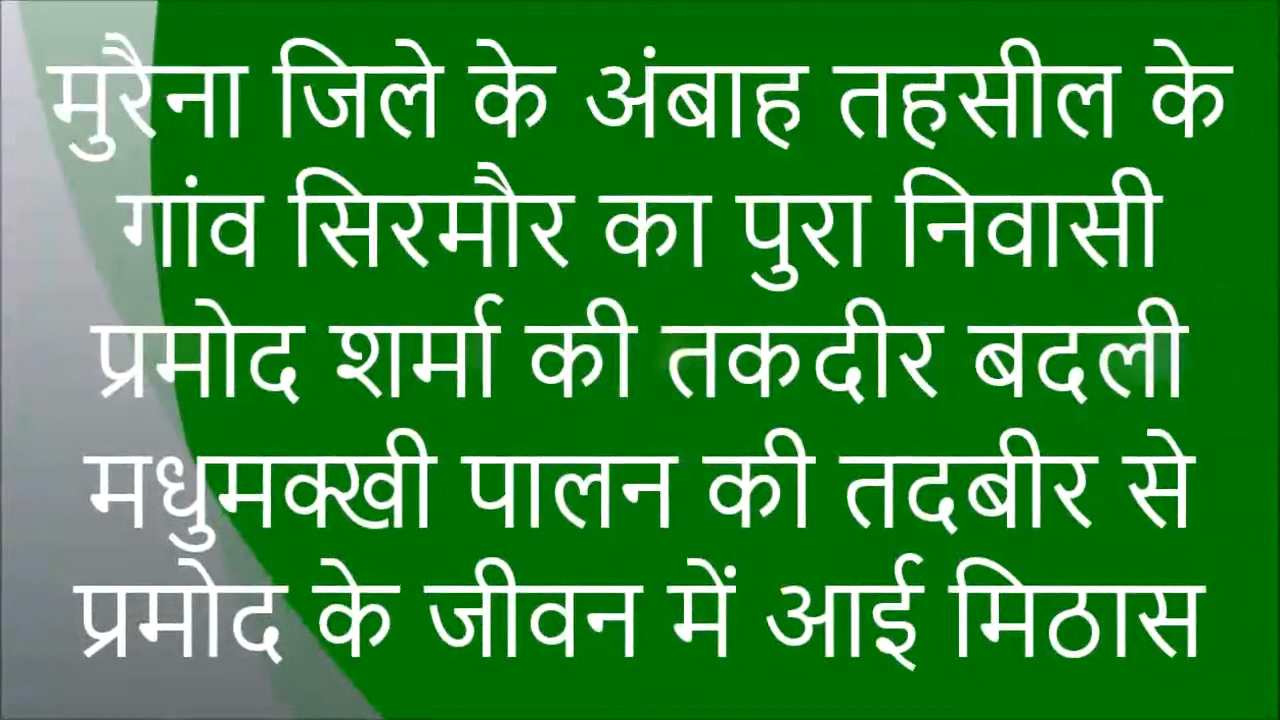 मुरैना जिले के अंबाह तहसील के
गांव सिरमौर का पुरा निवासी
प्रमोद शर्मा की तकदीर बदली
मधुमक्खी पालन की तदबीर से
प्रमोद के जीवन में आई मिठास